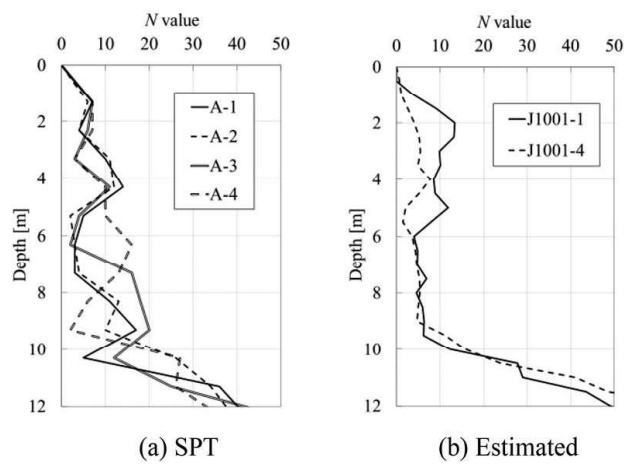 N value
0 10 20 30 40 50
0
2
4
6
8
10
12
Depth [m]
A-1
A-2
A-3
A-4
(a) SPT
N value
0 10 20 30 40 50
0
2
4
6
8
10
12
Depth [m]
J1001-1
J1001-4
(b) Estimated